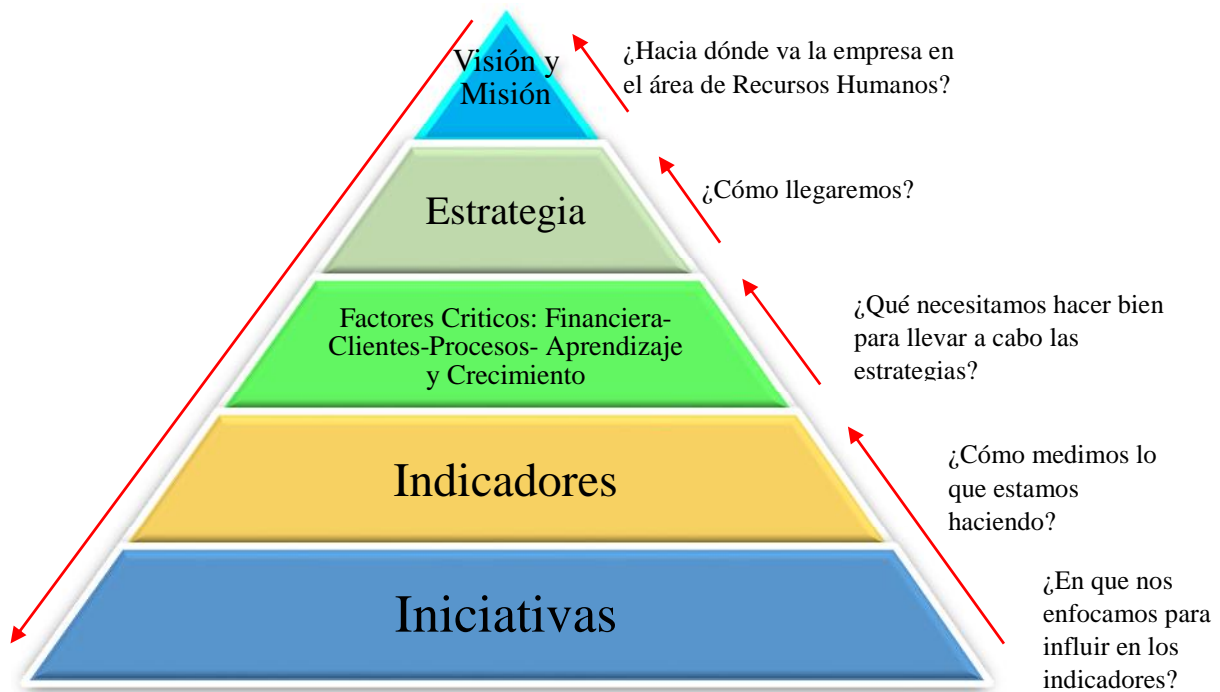 Visión y
Misión
¿Hacia dónde va la empresa en
el área de Recursos Humanos?
Estrategia
¿Cómo llegaremos?
Factores Criticos: Financiera-
Clientes-Procesos- Aprendizaje
y Crecimiento
¿Qué necesitamos hacer bien
para llevar a cabo las
estrategias?
Indicadores
¿Cómo medimos lo
que estamos
haciendo?
Iniciativas
¿En que nos
enfocamos para
influir en los
indicadores?